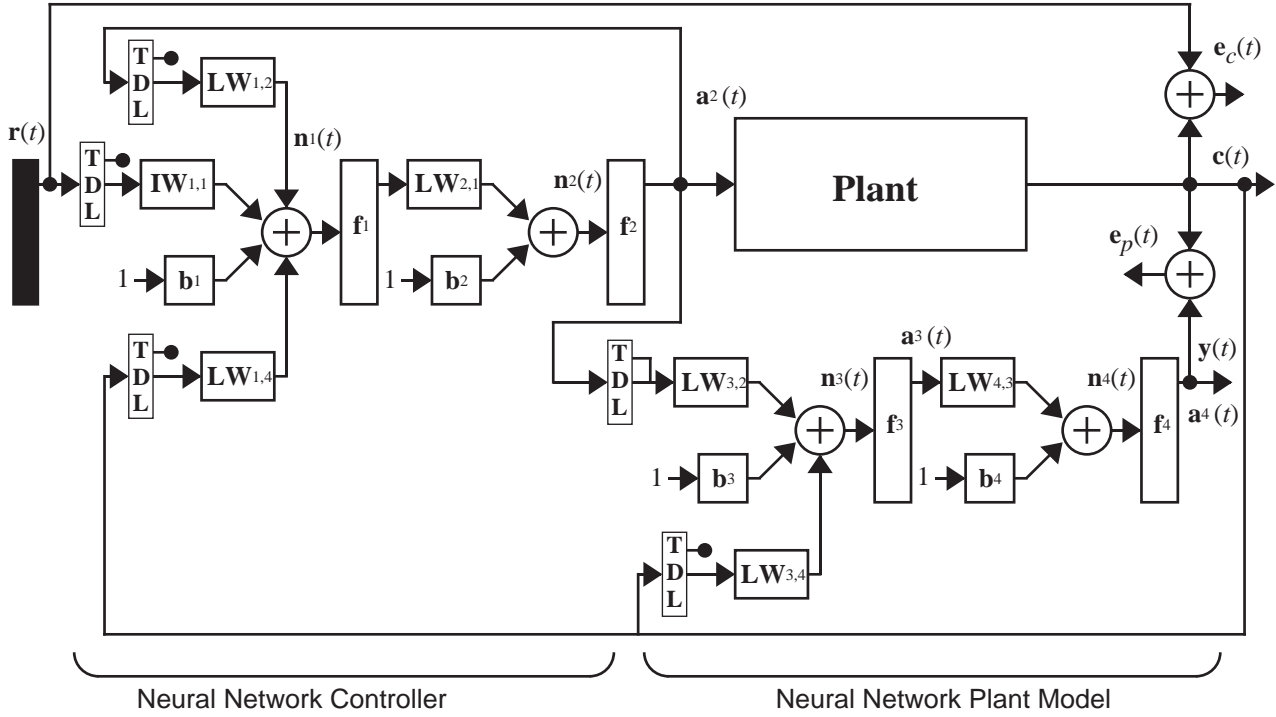 r(t)
T
D
L
LW1,2
n1(t)
T
D
L
IW1,1
1
b1
T
D
L
LW1,4
f1
LW2,1
1
b2
n2(t)
f2
a2(t)
Plant
ec(t)
c(t)
ep(t)
T
D
L
LW3,2
1
b3
T
D
L
LW3,4
n3(t)
f3
a3(t)
LW4,3
1
b4
n4(t)
f4
y(t)
a4(t)
Neural Network Controller
Neural Network Plant Model